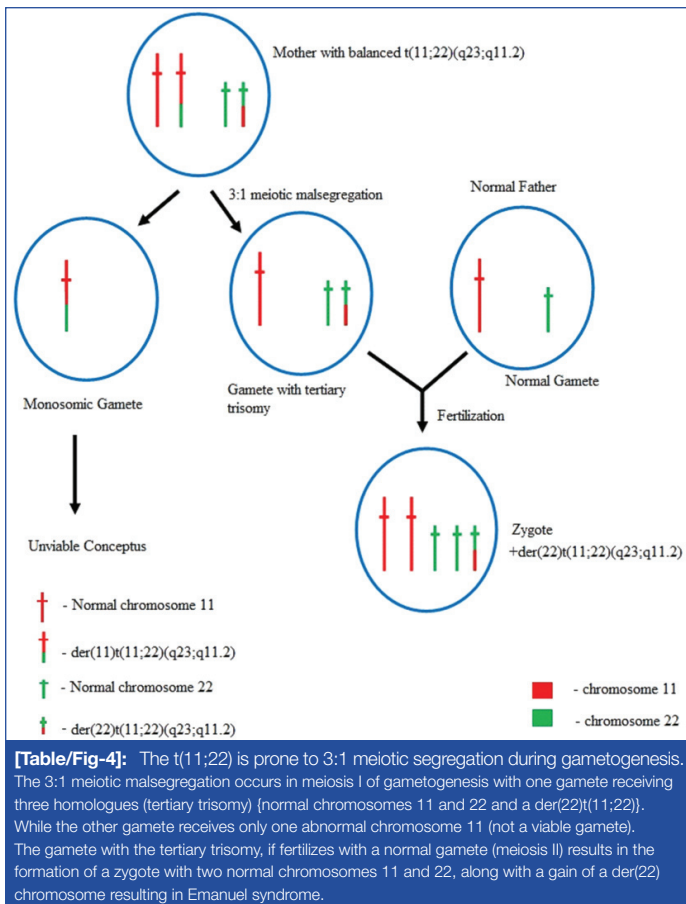 Mother with balanced t(11;22)(q23;q11.2)
3:1 meiotic malsegregation
Normal Father
Monosomic Gamete
Gamete with tertiary
trisomy
Normal Gamete
Fertilization
Unviable Conceptus
Zygote
+der(22)t(11;22)(q23;q11.2)
- Normal chromosome 11
- der(11)t(11;22)(q23;q11.2)
- Normal chromosome 22
- der(22)t(11;22)(q23;q11.2)
- chromosome 11
- chromosome 22
[Table/Fig-4]: The t(11;22) is prone to 3:1 meiotic segregation during gametogenesis.
The 3:1 meiotic malsegregation occurs in meiosis I of gametogenesis with one gamete receiving
three homologues (tertiary trisomy) {normal chromosomes 11 and 22 and a der(22)t(11;22)}.
While the other gamete receives only one abnormal chromosome 11 (not a viable gamete).
The gamete with the tertiary trisomy, if fertilizes with a normal gamete (meiosis II) results in the
formation of a zygote with two normal chromosomes 11 and 22, along with a gain of a der(22)
chromosome resulting in Emanuel syndrome.